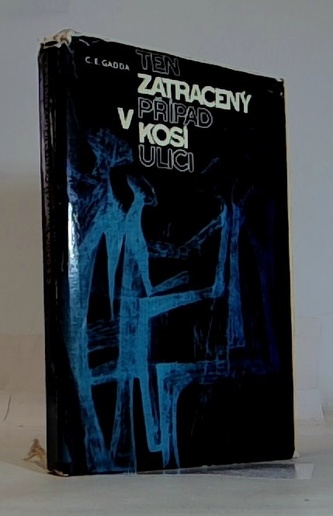 C. E. GADDA
TEN
ZATRACENÝ
PŘÍPAD
V KOSÍ
ULICI